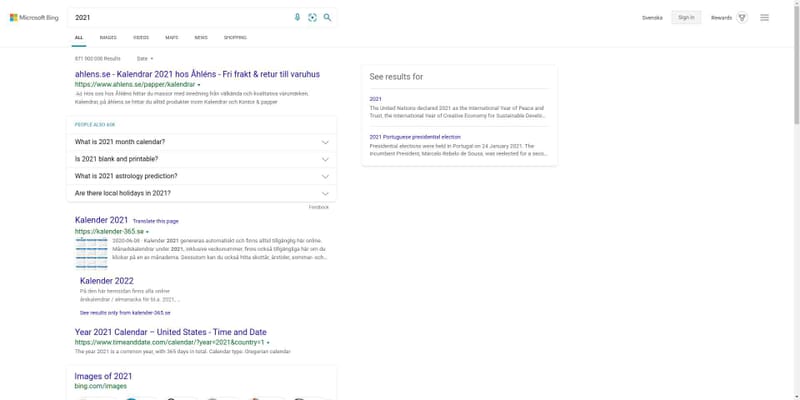 Microsoft Bing
2021
Svenska
Sign in
Rewards
ALL IMAGES VIDEOS MAPS NEWS SHOPPING
871 000 000 Results Date
ahlens.se - Kalendrar 2021 hos Åhléns - Fri frakt & retur till varuhus
https://www.ahlens.se/papper/kalendrar
Ad Hos oss hos Åhléns hittar du massor med inredning från välkända och kvalitativa varumärken.
Kalendrar, på åhlens.se hittar du alltid produkter inom Kalendrar och Kontor & papper
PEOPLE ALSO ASK
What is 2021 month calendar?
Is 2021 blank and printable?
What is 2021 astrology prediction?
Are there local holidays in 2021?
Feedback
Kalender 2021 Translate this page
https://kalender-365.se
2020-06-08 · Kalender 2021 genereras automatiskt och finns alltid tillgänglig här online.
Månadskalendrar under 2021, inklusive veckonummer, finns också tillgängliga här om du
klickar på en av månaderna. Dessutom kan du också hitta skottår, årstider, sommar- och...
Kalender 2022
På den här hemsidan finns alla online
årskalendrar / almanacks för bl.a. 2021, ...
See results only from kalender-365.se
Year 2021 Calendar – United States - Time and Date
https://www.timeanddate.com/calendar/?year=2021&country=1
The year 2021 is a common year, with 365 days in total. Calendar type: Gregorian calendar
Images of 2021
bing.com/images
See results for
2021
The United Nations declared 2021 as the International Year of Peace and
Trust, the International Year of Creative Economy for Sustainable Develo...
2021 Portuguese presidential election
Presidential elections were held in Portugal on 24 January 2021. The
incumbent President, Marcelo Rebelo de Sousa, was reelected for a seco...